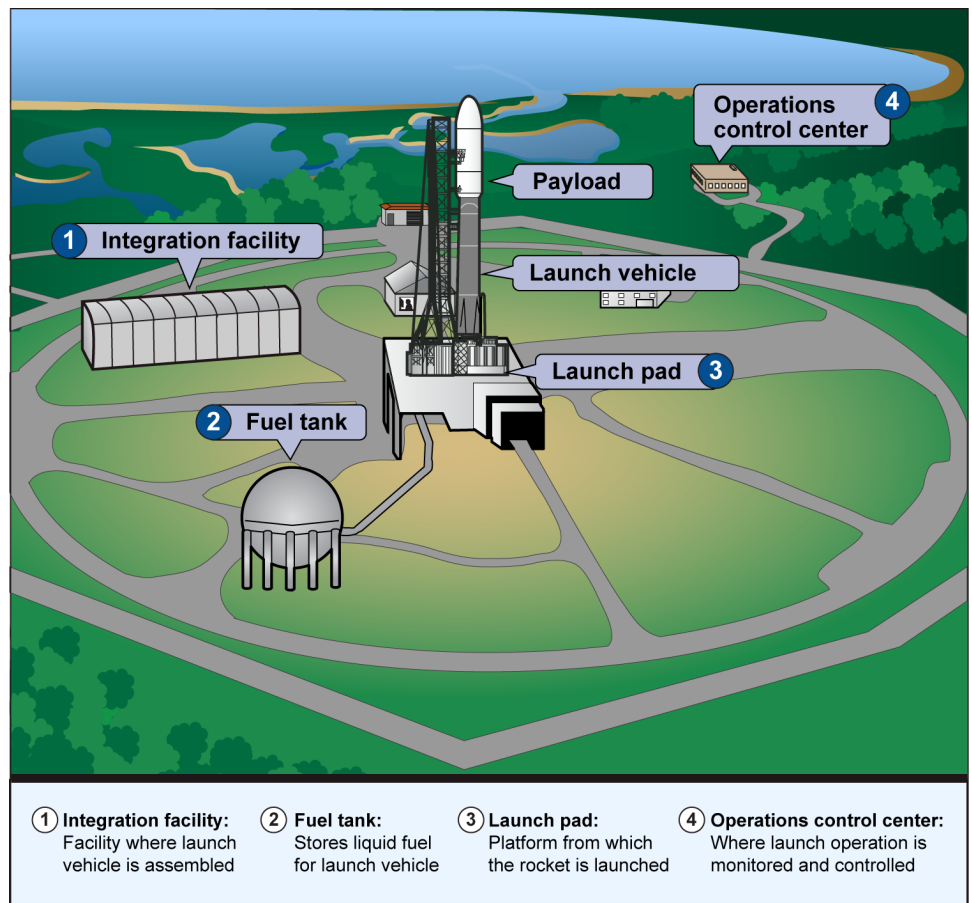 4
Operations
control center
Payload
1 Integration facility
Launch vehicle
Launch pad 3
2 Fuel tank
1 Integration facility:
Facility where launch
vehicle is assembled
2 Fuel tank:
Stores liquid fuel
for launch vehicle
3 Launch pad:
Platform from which
the rocket is launched
4 Operations control center:
Where launch operation is
monitored and controlled